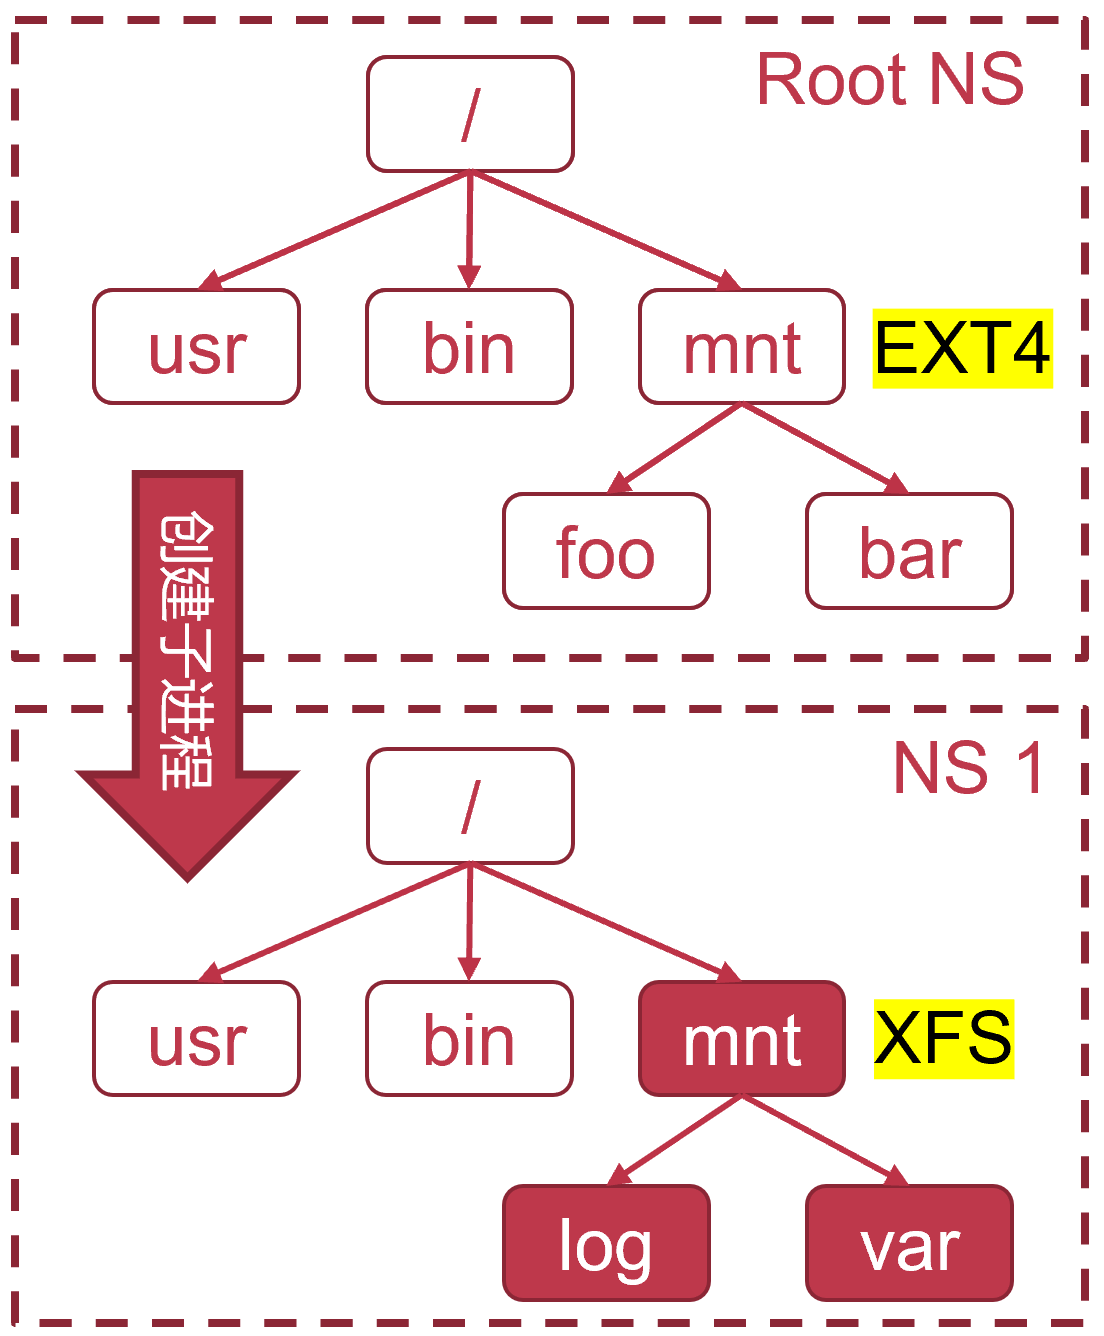 Root NS
/
usr
bin
mnt
EXT4
foo
bar
创建子进程
NS 1
/
usr
bin
mnt
XFS
log
var